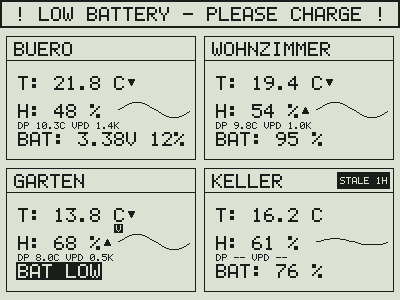 ! LOW BATTERY - PLEASE CHARGE !
BUERO
T: 21.8 C▼
H: 48 %
DP 10.3C VPD 1.4K
BAT: 3.38V 12%
WOHNZIMMER
T: 19.4 C▼
H: 54 %▲
DP 9.8C VPD 1.0K
BAT: 95 %
GARTEN
T: 13.8 C▼
W
H: 68 %▲
DP 8.0C VPD 0.5K
BAT LOW
KELLER
STALE 1H
T: 16.2 C
H: 61 %
DP -- VPD --
BAT: 76 %